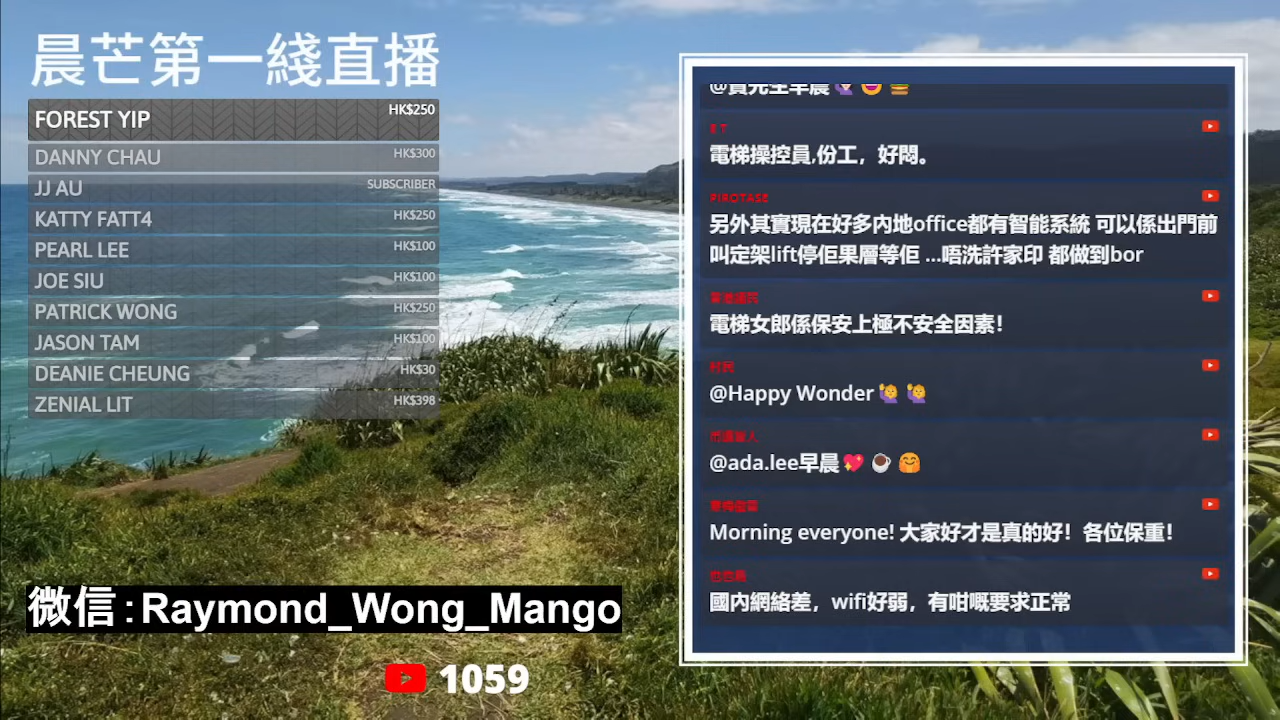 晨芒第一綫直播
FOREST YIP HK$250
DANNY CHAU HK$300
JJ AU SUBSCRIBER
KATTY FATT4 HK$250
PEARL LEE HK$100
JOE SIU HK$100
PATRICK WONG HK$250
JASON TAM HK$100
DEANIE CHEUNG HK$30
ZENIAL LIT HK$398
微信:Raymond_Wong_Mango
1059
電梯操控員,份工，好悶。
PIROTASE
另外其實現在好多內地office都有智能系統 可以係出門前
叫定架lift停佢果層等佢 ...唔洗許家印 都做到bor
電梯女郎係保安上極不安全因素！
村民
@Happy Wonder
@ada.lee早晨
Morning everyone! 大家好才是真的好！各位保重！
國內網絡差，wifi好弱，有咁嘅要求正常